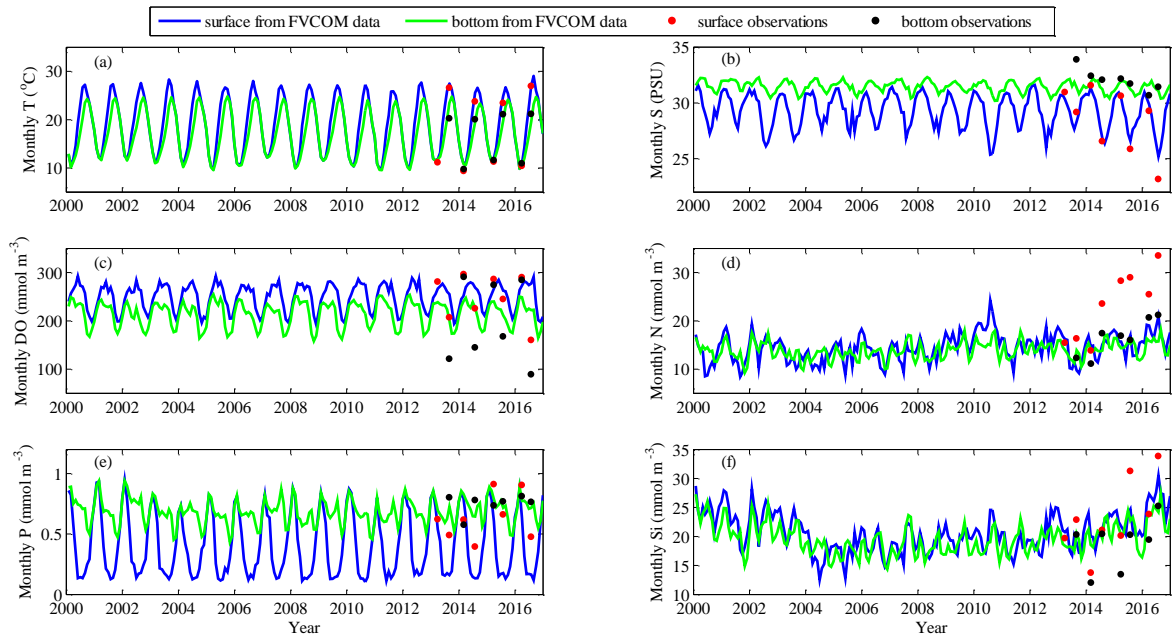 surface from FVCOM data bottom from FVCOM data surface observations bottom observations
(a)
Monthly T (°C)
30
20
10
2000 2002 2004 2006 2008 2010 2012 2014 2016
(b)
Monthly S (PSU)
35
30
25
2000 2002 2004 2006 2008 2010 2012 2014 2016
(c)
Monthly DO (mmol m⁻³)
300
200
100
2000 2002 2004 2006 2008 2010 2012 2014 2016
(d)
Monthly N (mmol m⁻³)
40
30
20
10
2000 2002 2004 2006 2008 2010 2012 2014 2016
(e)
Monthly P (mmol m⁻³)
1
0.5
0
2000 2002 2004 2006 2008 2010 2012 2014 2016
Year
(f)
Monthly Si (mmol m⁻³)
35
30
25
20
15
10
2000 2002 2004 2006 2008 2010 2012 2014 2016
Year